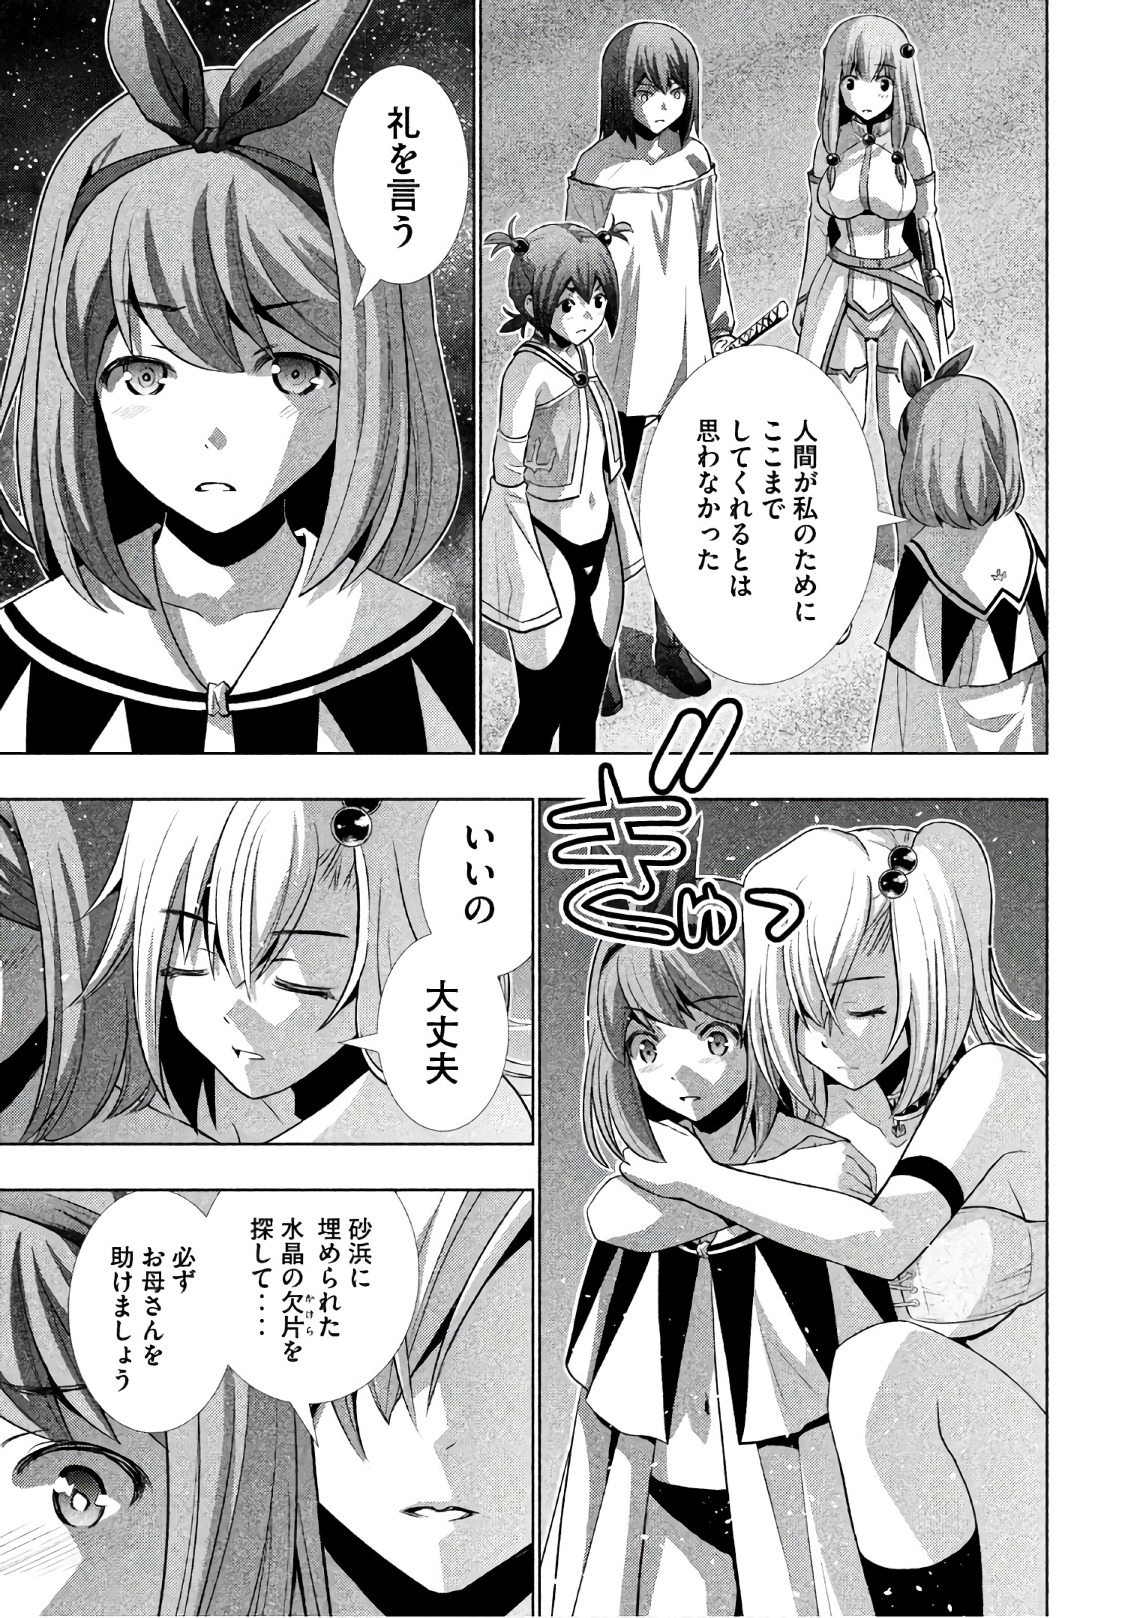 人間が私のために
ここまで
してくれるとは
思わなかった
礼を言う
ぎゅっ
いいの
大丈夫
砂浜に
埋められた
水晶の欠片を
かけら
探して‥‥
必ず
お母さんを
助けましょう